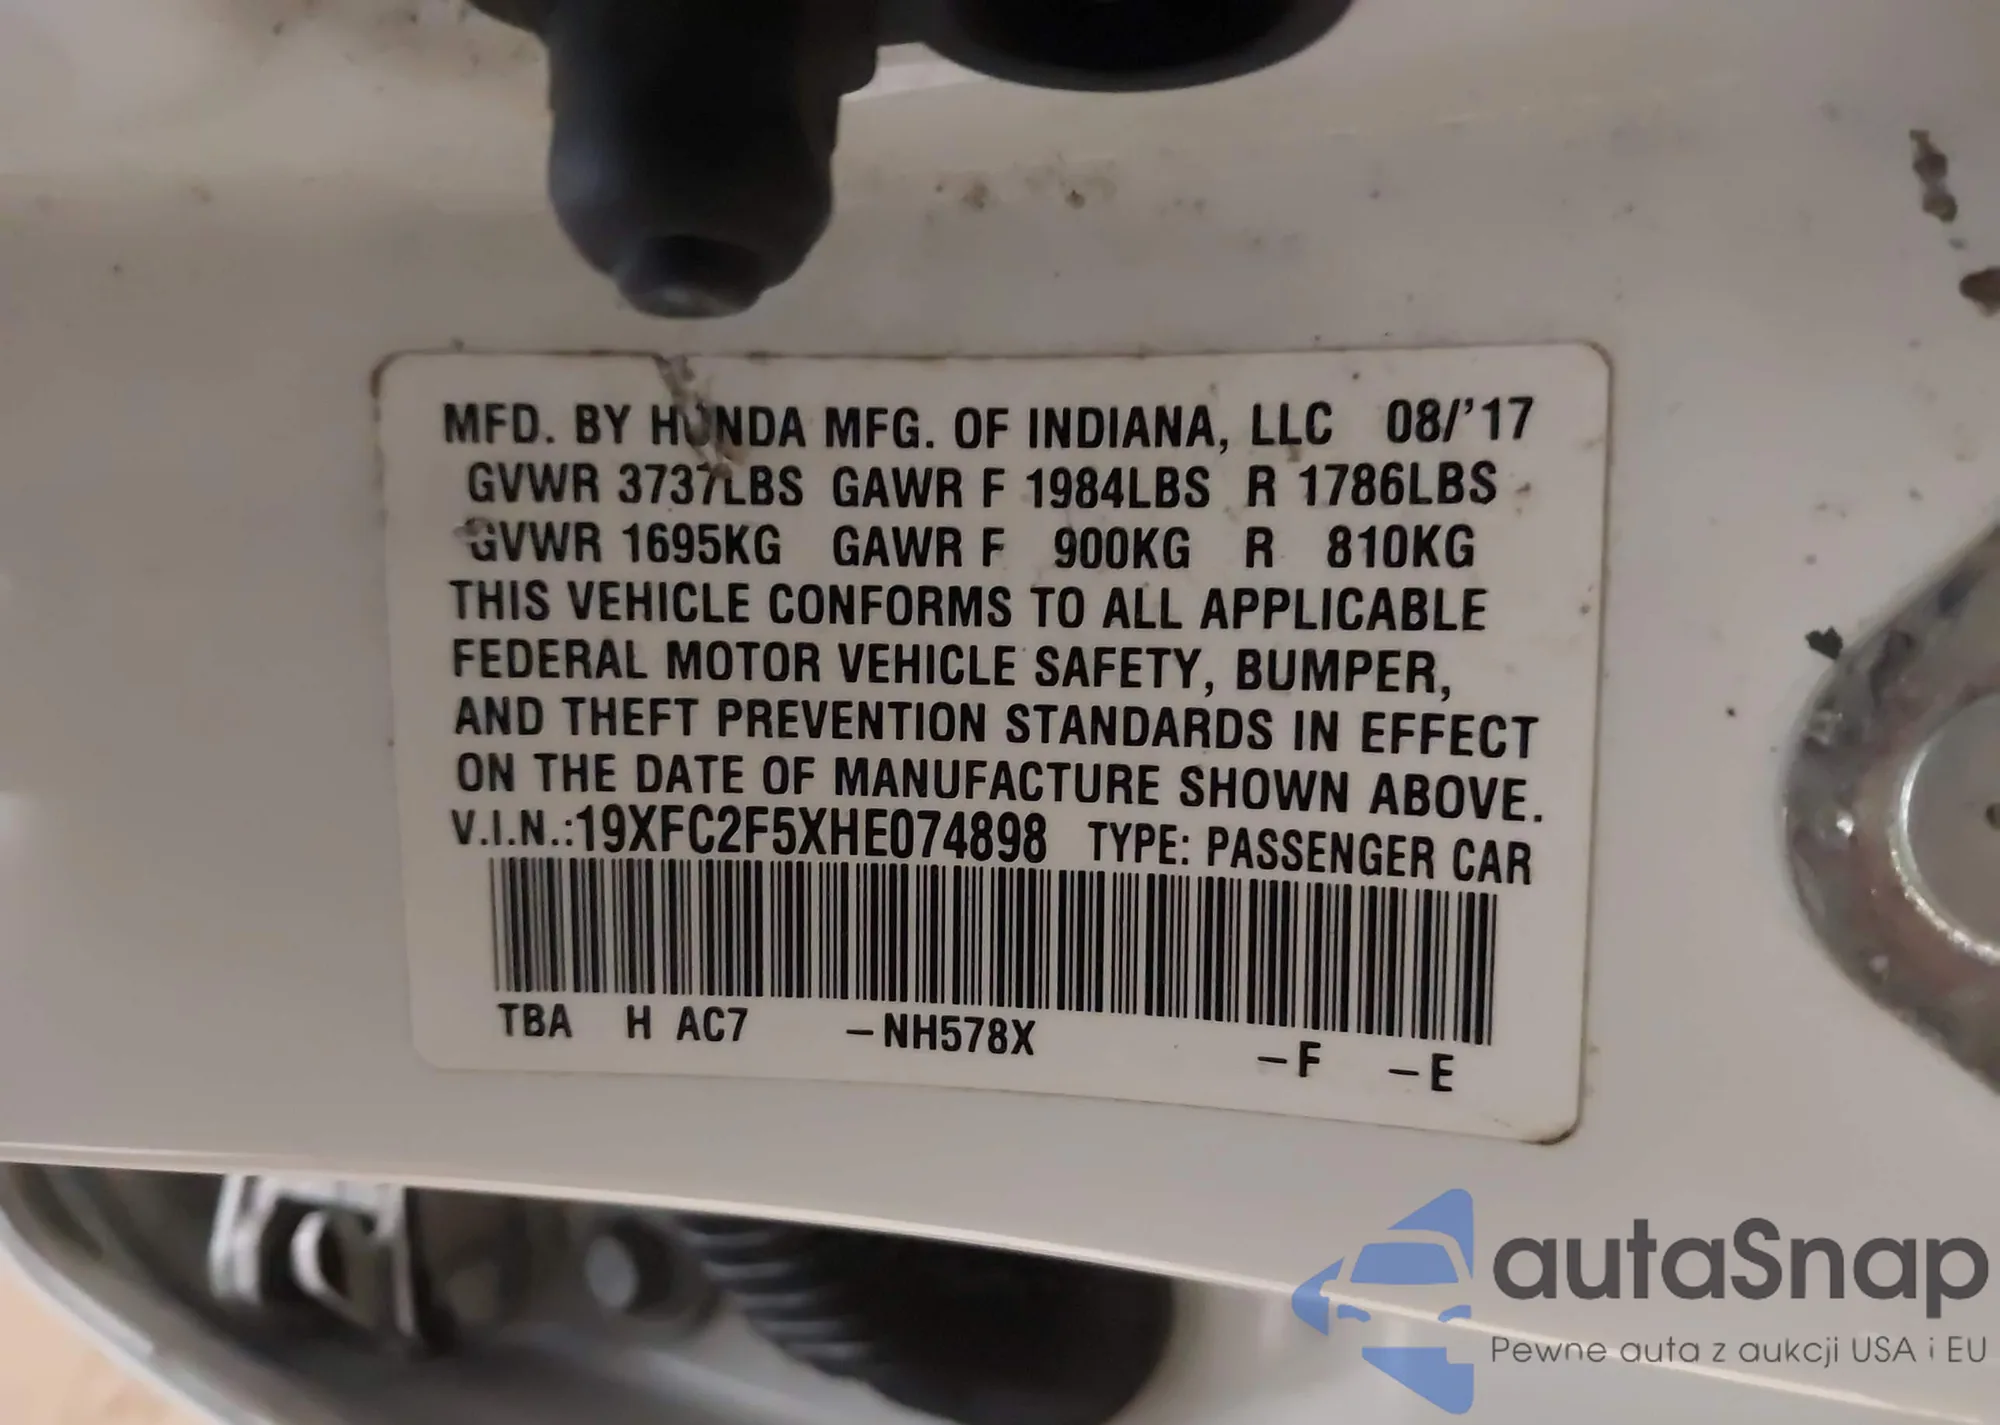 MFD. BY HONDA MFG. OF INDIANA, LLC 08/'17
GVWR 3737LBS GAWR F 1984LBS R 1786LBS
GVWR 1695KG GAWR F 900KG R 810KG
THIS VEHICLE CONFORMS TO ALL APPLICABLE
FEDERAL MOTOR VEHICLE SAFETY, BUMPER,
AND THEFT PREVENTION STANDARDS IN EFFECT
ON THE DATE OF MANUFACTURE SHOWN ABOVE.
V.I.N.:19XFC2F5XHE074898 TYPE: PASSENGER CAR
TBA H AC7 -NH578X -F -E
autaSnap
Pewne auta z aukcji USA i EU